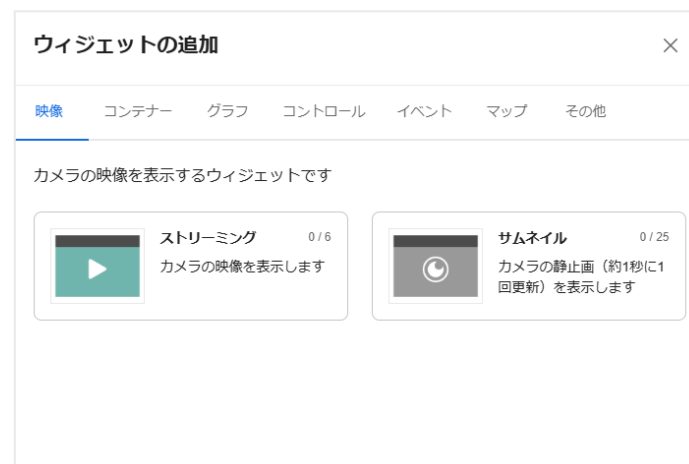 ウィジェットの追加
映像 コンテナー グラフ コントロール イベント マップ その他
カメラの映像を表示するウィジェットです
ストリーミング 0 / 6
カメラの映像を表示します
サムネイル 0 / 25
カメラの静止画（約1秒に1
回更新）を表示します